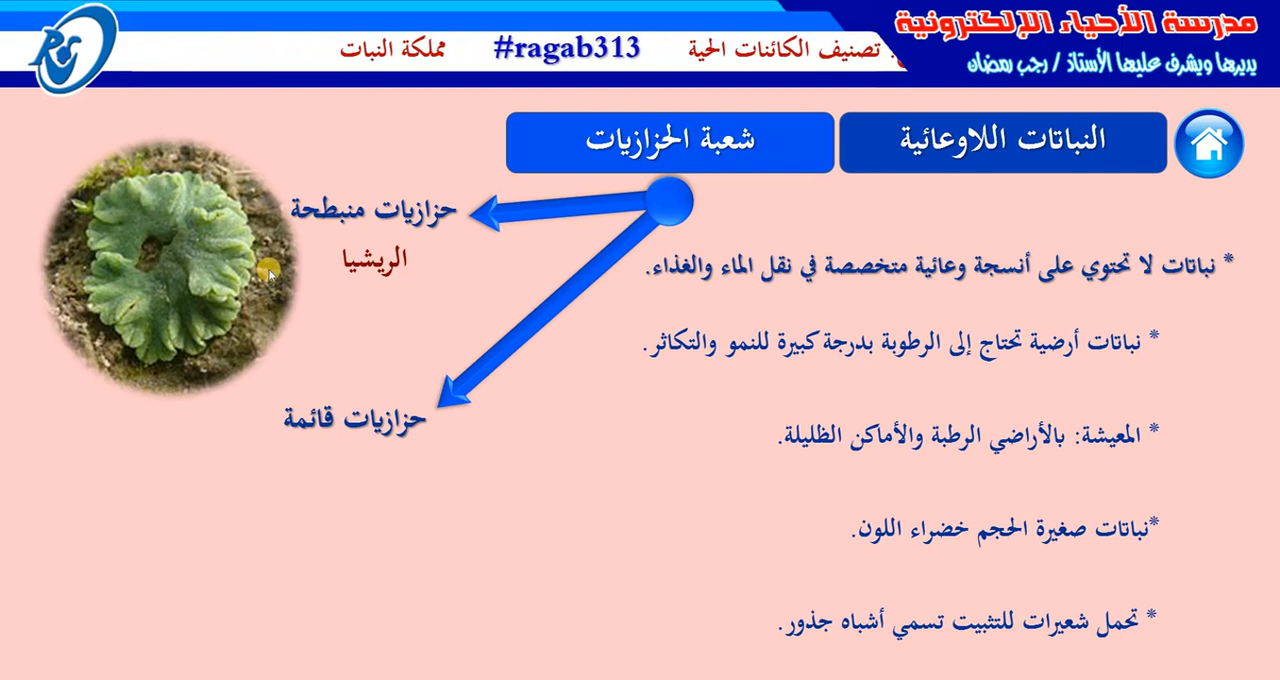 مدرسة الأحياء الإلكترونية
يديرها ويشرف عليها الأستاذ / رجب رمضان
تصنيف الكائنات الحية
#ragab313
مملكة النبات
النباتات اللاوعائية
شعبة الحزازيات
حزازيات منبطحة
الريشيا
* نباتات لا تحتوي على أنسجة وعائية متخصصة في نقل الماء والغذاء.
* نباتات أرضية تحتاج إلى الرطوبة بدرجة كبيرة للنمو والتكاثر.
حزازيات قائمة
* المعيشة: بالأراضي الرطبة والأماكن الظليلة.
*نباتات صغيرة الحجم خضراء اللون.
* تحمل شعيرات للتثبيت تسمي أشباه جذور.